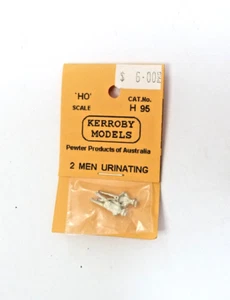 $ 6.00
'HO' CAT.No.
SCALE H 95
KERROBY
MODELS
Pewter Products of Australia
2 MEN URINATING